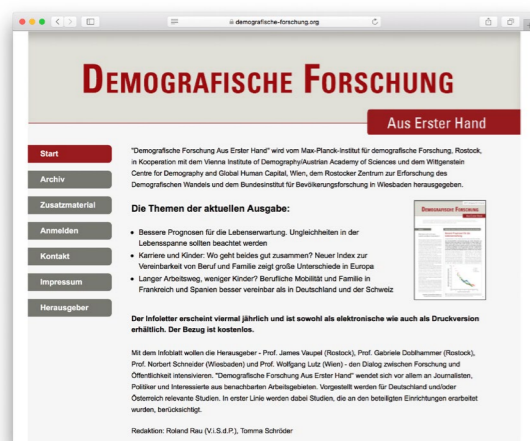 demografische-forschung.org
DEMOGRAFISCHE FORSCHUNG
Aus Erster Hand
Start
Archiv
Zusatzmaterial
Anmelden
Kontakt
Impressum
Herausgeber
"Demografische Forschung Aus Erster Hand" wird vom Max-Planck-Institut für demografische Forschung, Rostock,
in Kooperation mit dem Vienna Institute of Demography/Austrian Academy of Sciences und dem Wittgenstein
Centre for Demography and Global Human Capital, Wien, dem Rostocker Zentrum zur Erforschung des
Demografischen Wandels und dem Bundesinstitut für Bevölkerungsforschung in Wiesbaden herausgegeben.
Die Themen der aktuellen Ausgabe:
Bessere Prognosen für die Lebenserwartung. Ungleichheiten in der
Lebensspanne sollten beachtet werden
Karriere und Kinder: Wo geht beides gut zusammen? Neuer Index zur
Vereinbarkeit von Beruf und Familie zeigt große Unterschiede in Europa
Langer Arbeitsweg, weniger Kinder? Berufliche Mobilität und Familie in
Frankreich und Spanien besser vereinbar als in Deutschland und der Schweiz
DEMOGRAFISCHE FORSCHUNG
Der Infoletter erscheint viermal jährlich und ist sowohl als elektronische wie auch als Druckversion
erhältlich. Der Bezug ist kostenlos.
Mit dem Infoblatt wollen die Herausgeber - Prof. James Vaupel (Rostock), Prof. Gabriele Doblhammer (Rostock),
Prof. Norbert Schneider (Wiesbaden) und Prof. Wolfgang Lutz (Wien) - den Dialog zwischen Forschung und
Öffentlichkeit intensivieren. "Demografische Forschung Aus Erster Hand" wendet sich vor allem an Journalisten,
Politiker und Interessierte aus benachbarten Arbeitsgebieten. Vorgestellt werden für Deutschland und/oder
Österreich relevante Studien. In erster Linie werden dabei Studien, die an den beteiligten Einrichtungen erarbeitet
wurden, berücksichtigt.
Redaktion: Roland Rau (V.i.S.d.P.), Tomma Schröder